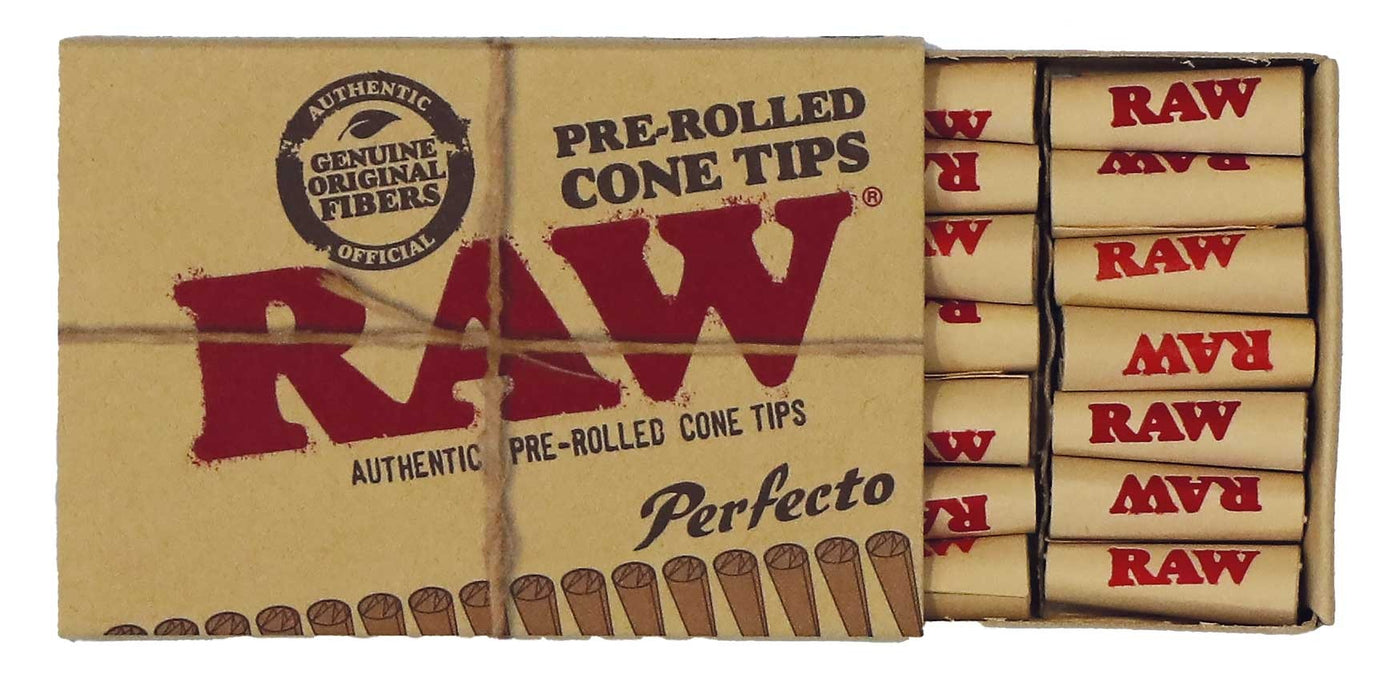 AUTHENTIC
GENUINE
ORIGINAL
FIBERS
OFFICIAL
PRE-ROLLED
CONE TIPS
RAW®
AUTHENTIC PRE-ROLLED CONE TIPS
Perfecto
RAW
RAW
RAW
RAW
RAW
RAW
RAW